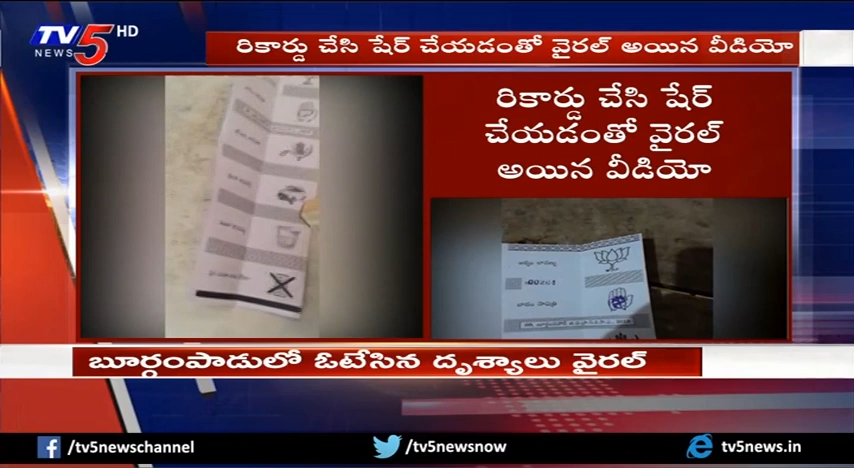 TV5 HD
NEWS
రికార్డు చేసి షేర్ చేయడంతో వైరల్ అయిన వీడియో
రికార్డు చేసి షేర్
చేయడంతో వైరల్
అయిన వీడియో
బూర్గంపాడులో ఓటేసిన దృశ్యాలు వైరల్
/tv5newschannel
/tv5newsnow
tv5news.in